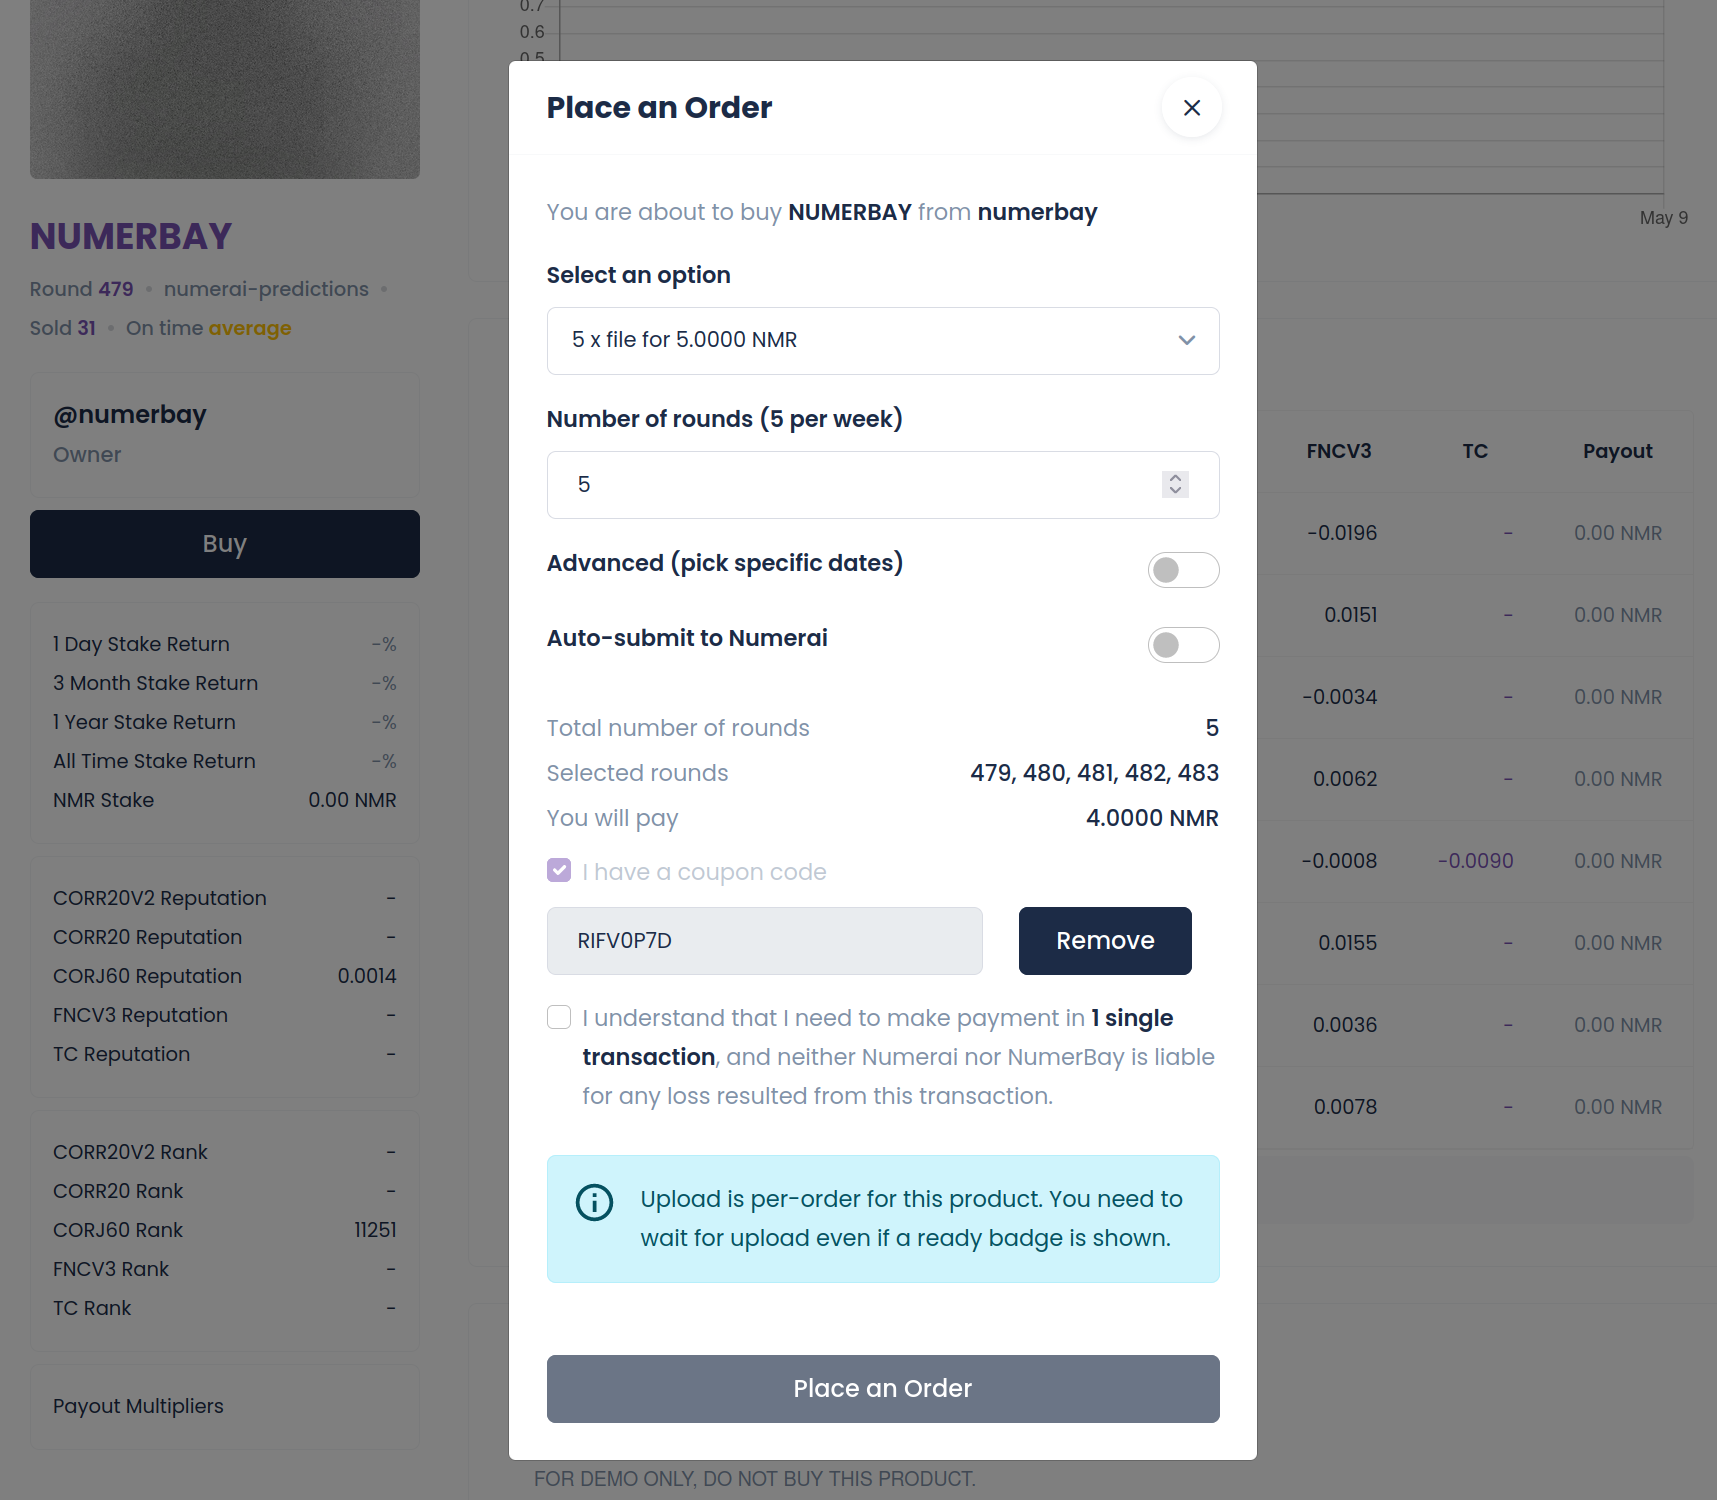 0.7
0.6
0.5
May 9
NUMERBAY
Round 479 • numerai-predictions •
Sold 31 • On time average
@numerbay
Owner
Buy
1 Day Stake Return -%
3 Month Stake Return -%
1 Year Stake Return -%
All Time Stake Return -%
NMR Stake 0.00 NMR
CORR20V2 Reputation -
CORR20 Reputation -
CORJ60 Reputation 0.0014
FNCV3 Reputation -
TC Reputation -
CORR20V2 Rank -
CORR20 Rank -
CORJ60 Rank 11251
FNCV3 Rank -
TC Rank -
Payout Multipliers
Place an Order
You are about to buy NUMERBAY from numerbay
Select an option
5 x file for 5.0000 NMR
Number of rounds (5 per week)
5
Advanced (pick specific dates)
Auto-submit to Numerai
Total number of rounds 5
Selected rounds 479, 480, 481, 482, 483
You will pay 4.0000 NMR
I have a coupon code
RIFV0P7D
Remove
I understand that I need to make payment in 1 single
transaction, and neither Numerai nor NumerBay is liable
for any loss resulted from this transaction.
Upload is per-order for this product. You need to
wait for upload even if a ready badge is shown.
Place an Order
FNCV3 TC Payout
-0.0196 - 0.00 NMR
0.0151 - 0.00 NMR
-0.0034 - 0.00 NMR
0.0062 - 0.00 NMR
-0.0008 -0.0090 0.00 NMR
0.0155 - 0.00 NMR
0.0036 - 0.00 NMR
0.0078 - 0.00 NMR
FOR DEMO ONLY, DO NOT BUY THIS PRODUCT.